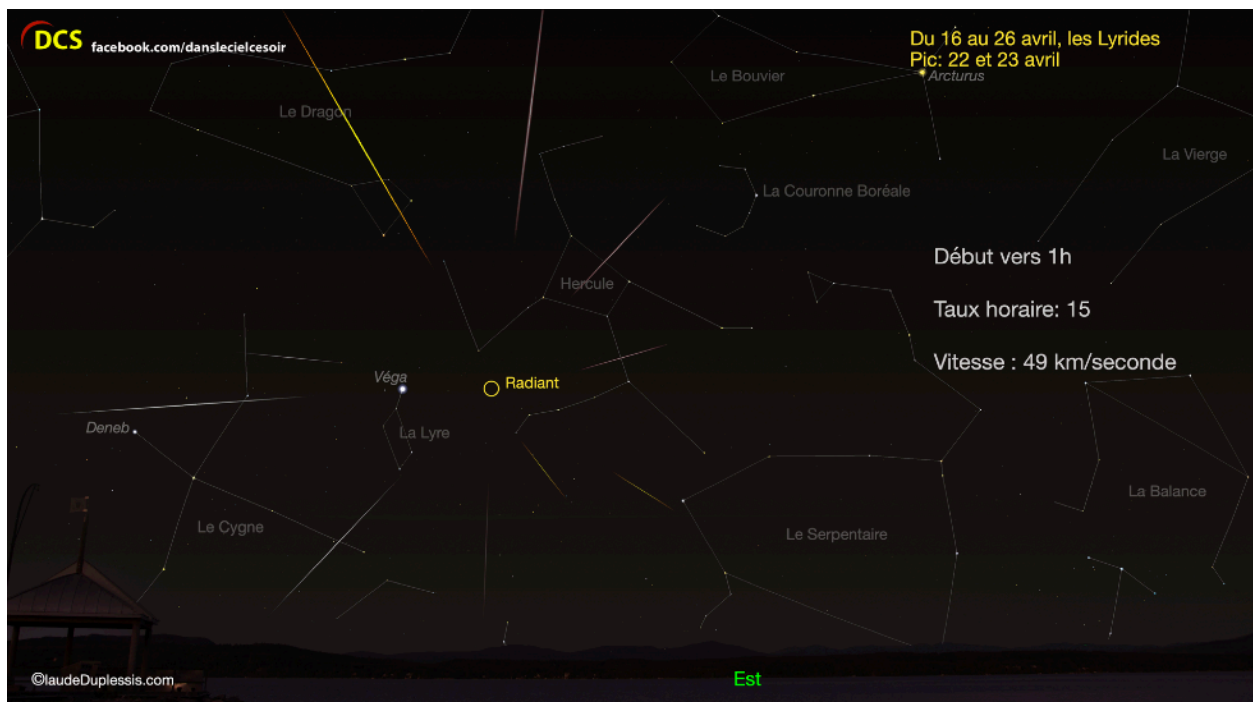 DCS facebook.com/danslecielcesoir
Du 16 au 26 avril, les Lyrides
Pic: 22 et 23 avril
Le Bouvier
Arcturus
Le Dragon
La Vierge
La Couronne Boréale
Début vers 1h
Hercule
Taux horaire: 15
Vitesse : 49 km/seconde
Véga
Radiant
Deneb
La Lyre
La Balance
Le Cygne
Le Serpentaire
©laudeDuplessis.com
Est